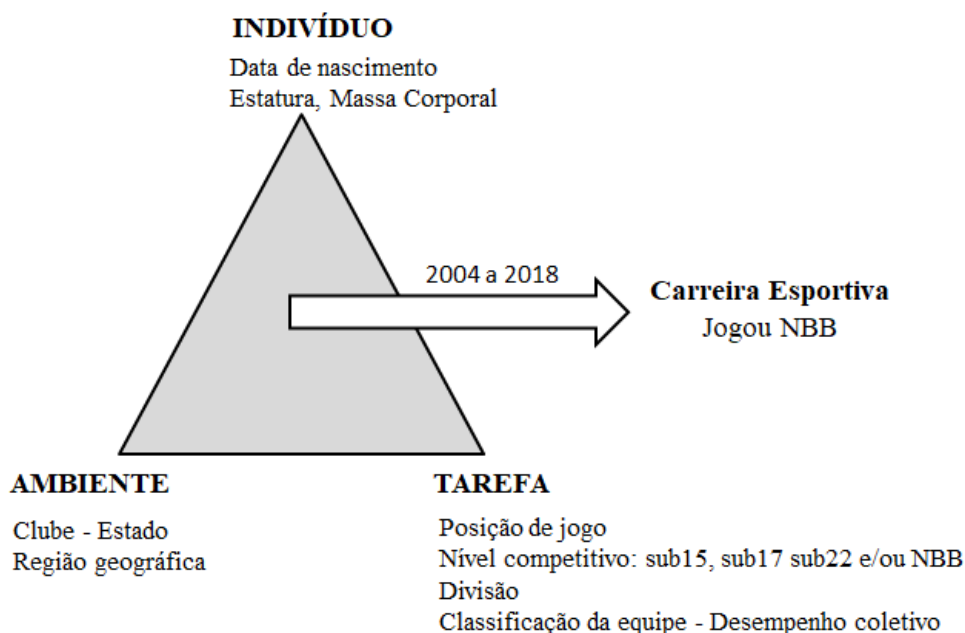 INDIVÍDUO
Data de nascimento
Estatura, Massa Corporal
2004 a 2018
Carreira Esportiva
Jogou NBB
AMBIENTE
Clube - Estado
Região geográfica
TAREFA
Posição de jogo
Nível competitivo: sub15, sub17 sub22 e/ou NBB
Divisão
Classificação da equipe - Desempenho coletivo